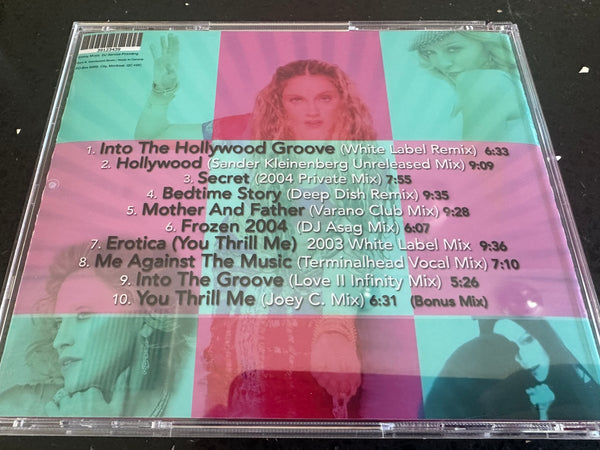 39123439
1. Into The Hollywood Groove (White Label Remix) 6:33
2. Hollywood (Sander Kleinenberg Unreleased Mix) 9:09
3. Secret (2004 Private Mix) 7:55
4. Bedtime Story (Deep Dish Remix) 9:35
5. Mother And Father (Varano Club Mix) 9:28
6. Frozen 2004 (DJ Asag Mix) 6:07
7. Erotica (You Thrill Me) 2003 White Label Mix 9:36
8. Me Against The Music (Terminalhead Vocal Mix) 7:10
9. Into The Groove (Love II Infinity Mix) 5:26
10. You Thrill Me (Joey C. Mix) 6:31 (Bonus Mix)